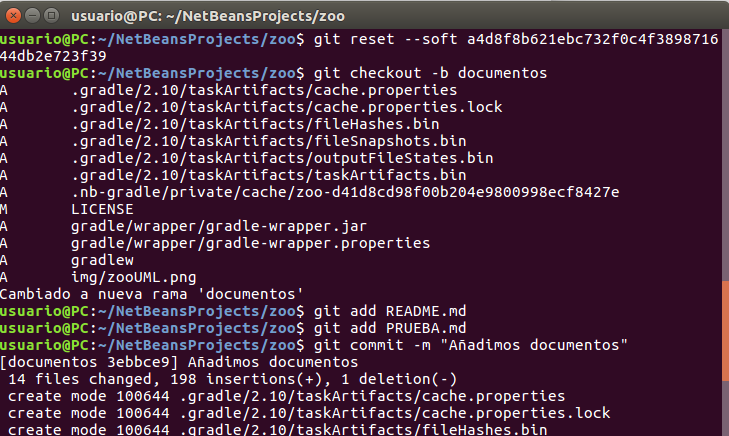 usuario@PC: ~/NetBeansProjects/zoo
usuario@PC:~/NetBeansProjects/zoo$ git reset --soft a4d8f8b621ebc732f0c4f3898716
44db2e723f39
usuario@PC:~/NetBeansProjects/zoo$ git checkout -b documentos
A       .gradle/2.10/taskArtifacts/cache.properties
A       .gradle/2.10/taskArtifacts/cache.properties.lock
A       .gradle/2.10/taskArtifacts/fileHashes.bin
A       .gradle/2.10/taskArtifacts/fileSnapshots.bin
A       .gradle/2.10/taskArtifacts/outputFileStates.bin
A       .gradle/2.10/taskArtifacts/taskArtifacts.bin
A       .nb-gradle/private/cache/zoo-d41d8cd98f00b204e9800998ecf8427e
M       LICENSE
A       gradle/wrapper/gradle-wrapper.jar
A       gradle/wrapper/gradle-wrapper.properties
A       gradlew
A       img/zooUML.png
Cambiado a nueva rama 'documentos'
usuario@PC:~/NetBeansProjects/zoo$ git add README.md
usuario@PC:~/NetBeansProjects/zoo$ git add PRUEBA.md
usuario@PC:~/NetBeansProjects/zoo$ git commit -m "Añadimos documentos"
[documentos 3ebbce9] Añadimos documentos
 14 files changed, 198 insertions(+), 1 deletion(-)
 create mode 100644 .gradle/2.10/taskArtifacts/cache.properties
 create mode 100644 .gradle/2.10/taskArtifacts/cache.properties.lock
 create mode 100644 .gradle/2.10/taskArtifacts/fileHashes.bin